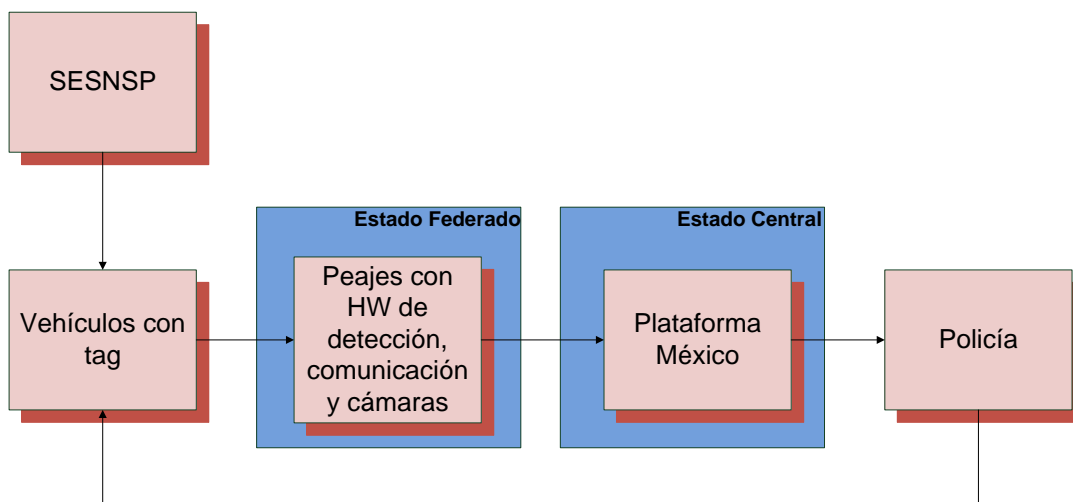 SESNSP
Estado Federado
Estado Central
Vehículos con
tag
Peajes con
HW de
detección,
comunicación
y cámaras
Plataforma
México
Policía